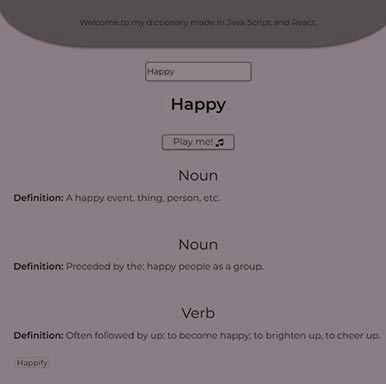 Welcome to my dictionary made in Java Script and React.
Happy
Happy
Play me! 🎵
Noun
Definition: A happy event, thing, person, etc.
Noun
Definition: Preceded by the: happy people as a group.
Verb
Definition: Often followed by up: to become happy; to brighten up, to cheer up.
Happify